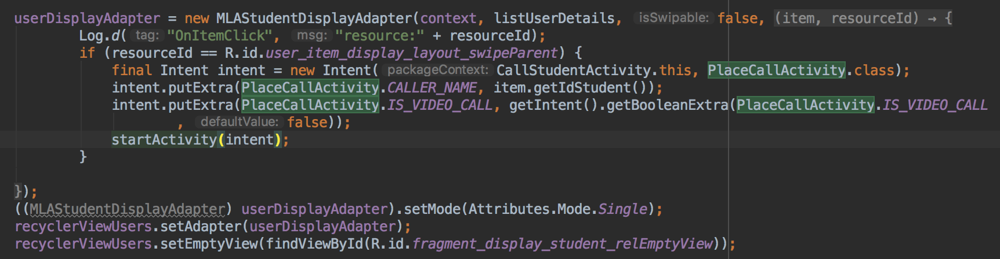 userDisplayAdapter = new MLAStudentDisplayAdapter(context, listUserDetails, isSwipable: false, (item, resourceId) → {
Log.d( tag: "OnItemClick", msg: "resource:" + resourceId);
if (resourceId == R.id.user_item_display_layout_swipeParent) {
final Intent intent = new Intent( packageContext: CallStudentActivity.this, PlaceCallActivity.class);
intent.putExtra(PlaceCallActivity.CALLER_NAME, item.getIdStudent());
intent.putExtra(PlaceCallActivity.IS_VIDEO_CALL, getIntent().getBooleanExtra(PlaceCallActivity.IS_VIDEO_CALL
, defaultValue: false));
startActivity(intent);
}
});
((MLAStudentDisplayAdapter) userDisplayAdapter).setMode(Attributes.Mode.Single);
recyclerViewUsers.setAdapter(userDisplayAdapter);
recyclerViewUsers.setEmptyView(findViewById(R.id.fragment_display_student_relEmptyView));